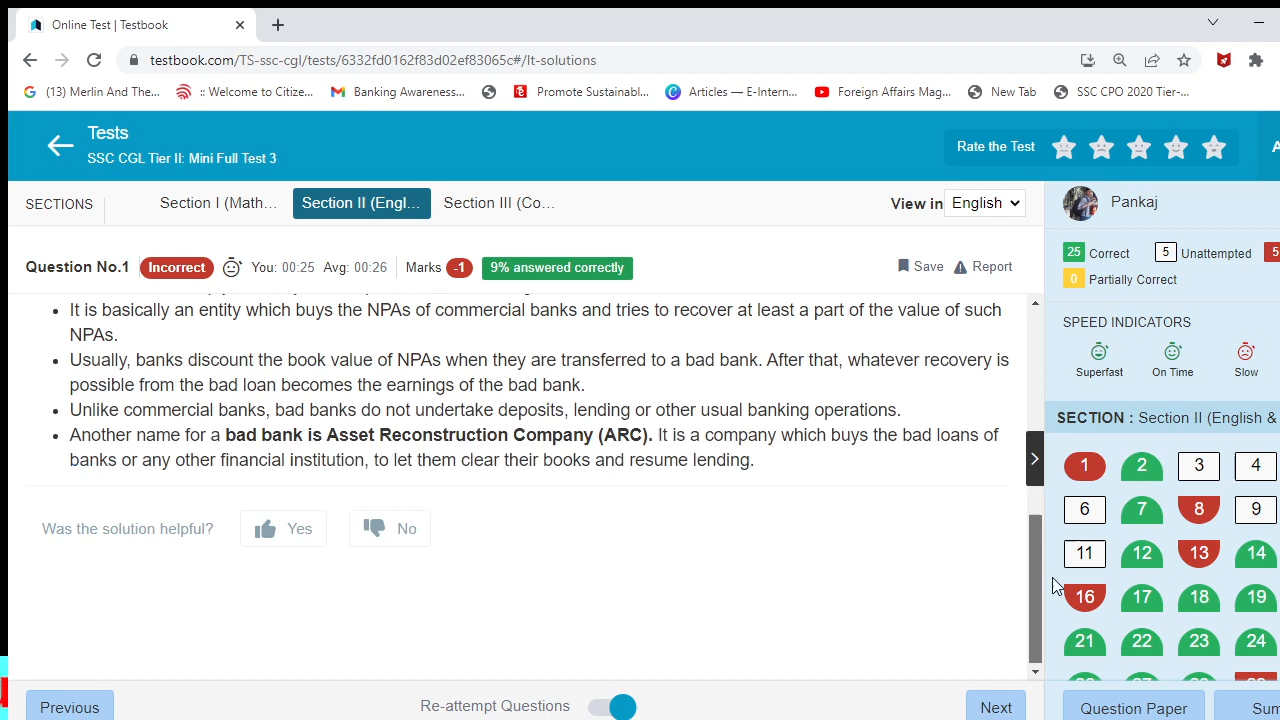 Online Test | Testbook
testbook.com/TS-ssc-cgl/tests/6332fd0162f83d02ef83065c#/lt-solutions
(13) Merlin And The...
:: Welcome to Citize...
Banking Awareness...
Promote Sustainabl...
Articles — E-Intern...
Foreign Affairs Mag...
New Tab
SSC CPO 2020 Tier-...
Tests
SSC CGL Tier II: Mini Full Test 3
Rate the Test
SECTIONS
Section I (Math...
Section II (Engl...
Section III (Co...
View in English
Pankaj
25 Correct
5 Unattempted
5
0 Partially Correct
Question No.1 Incorrect You: 00:25 Avg: 00:26 Marks -1 9% answered correctly
Save Report
• It is basically an entity which buys the NPAs of commercial banks and tries to recover at least a part of the value of such
NPAs.
• Usually, banks discount the book value of NPAs when they are transferred to a bad bank. After that, whatever recovery is
possible from the bad loan becomes the earnings of the bad bank.
• Unlike commercial banks, bad banks do not undertake deposits, lending or other usual banking operations.
• Another name for a bad bank is Asset Reconstruction Company (ARC). It is a company which buys the bad loans of
banks or any other financial institution, to let them clear their books and resume lending.
Was the solution helpful? Yes No
SPEED INDICATORS
Superfast On Time Slow
SECTION : Section II (English &
1 2 3 4
6 7 8 9
11 12 13 14
16 17 18 19
21 22 23 24
Previous
Re-attempt Questions
Next
Question Paper